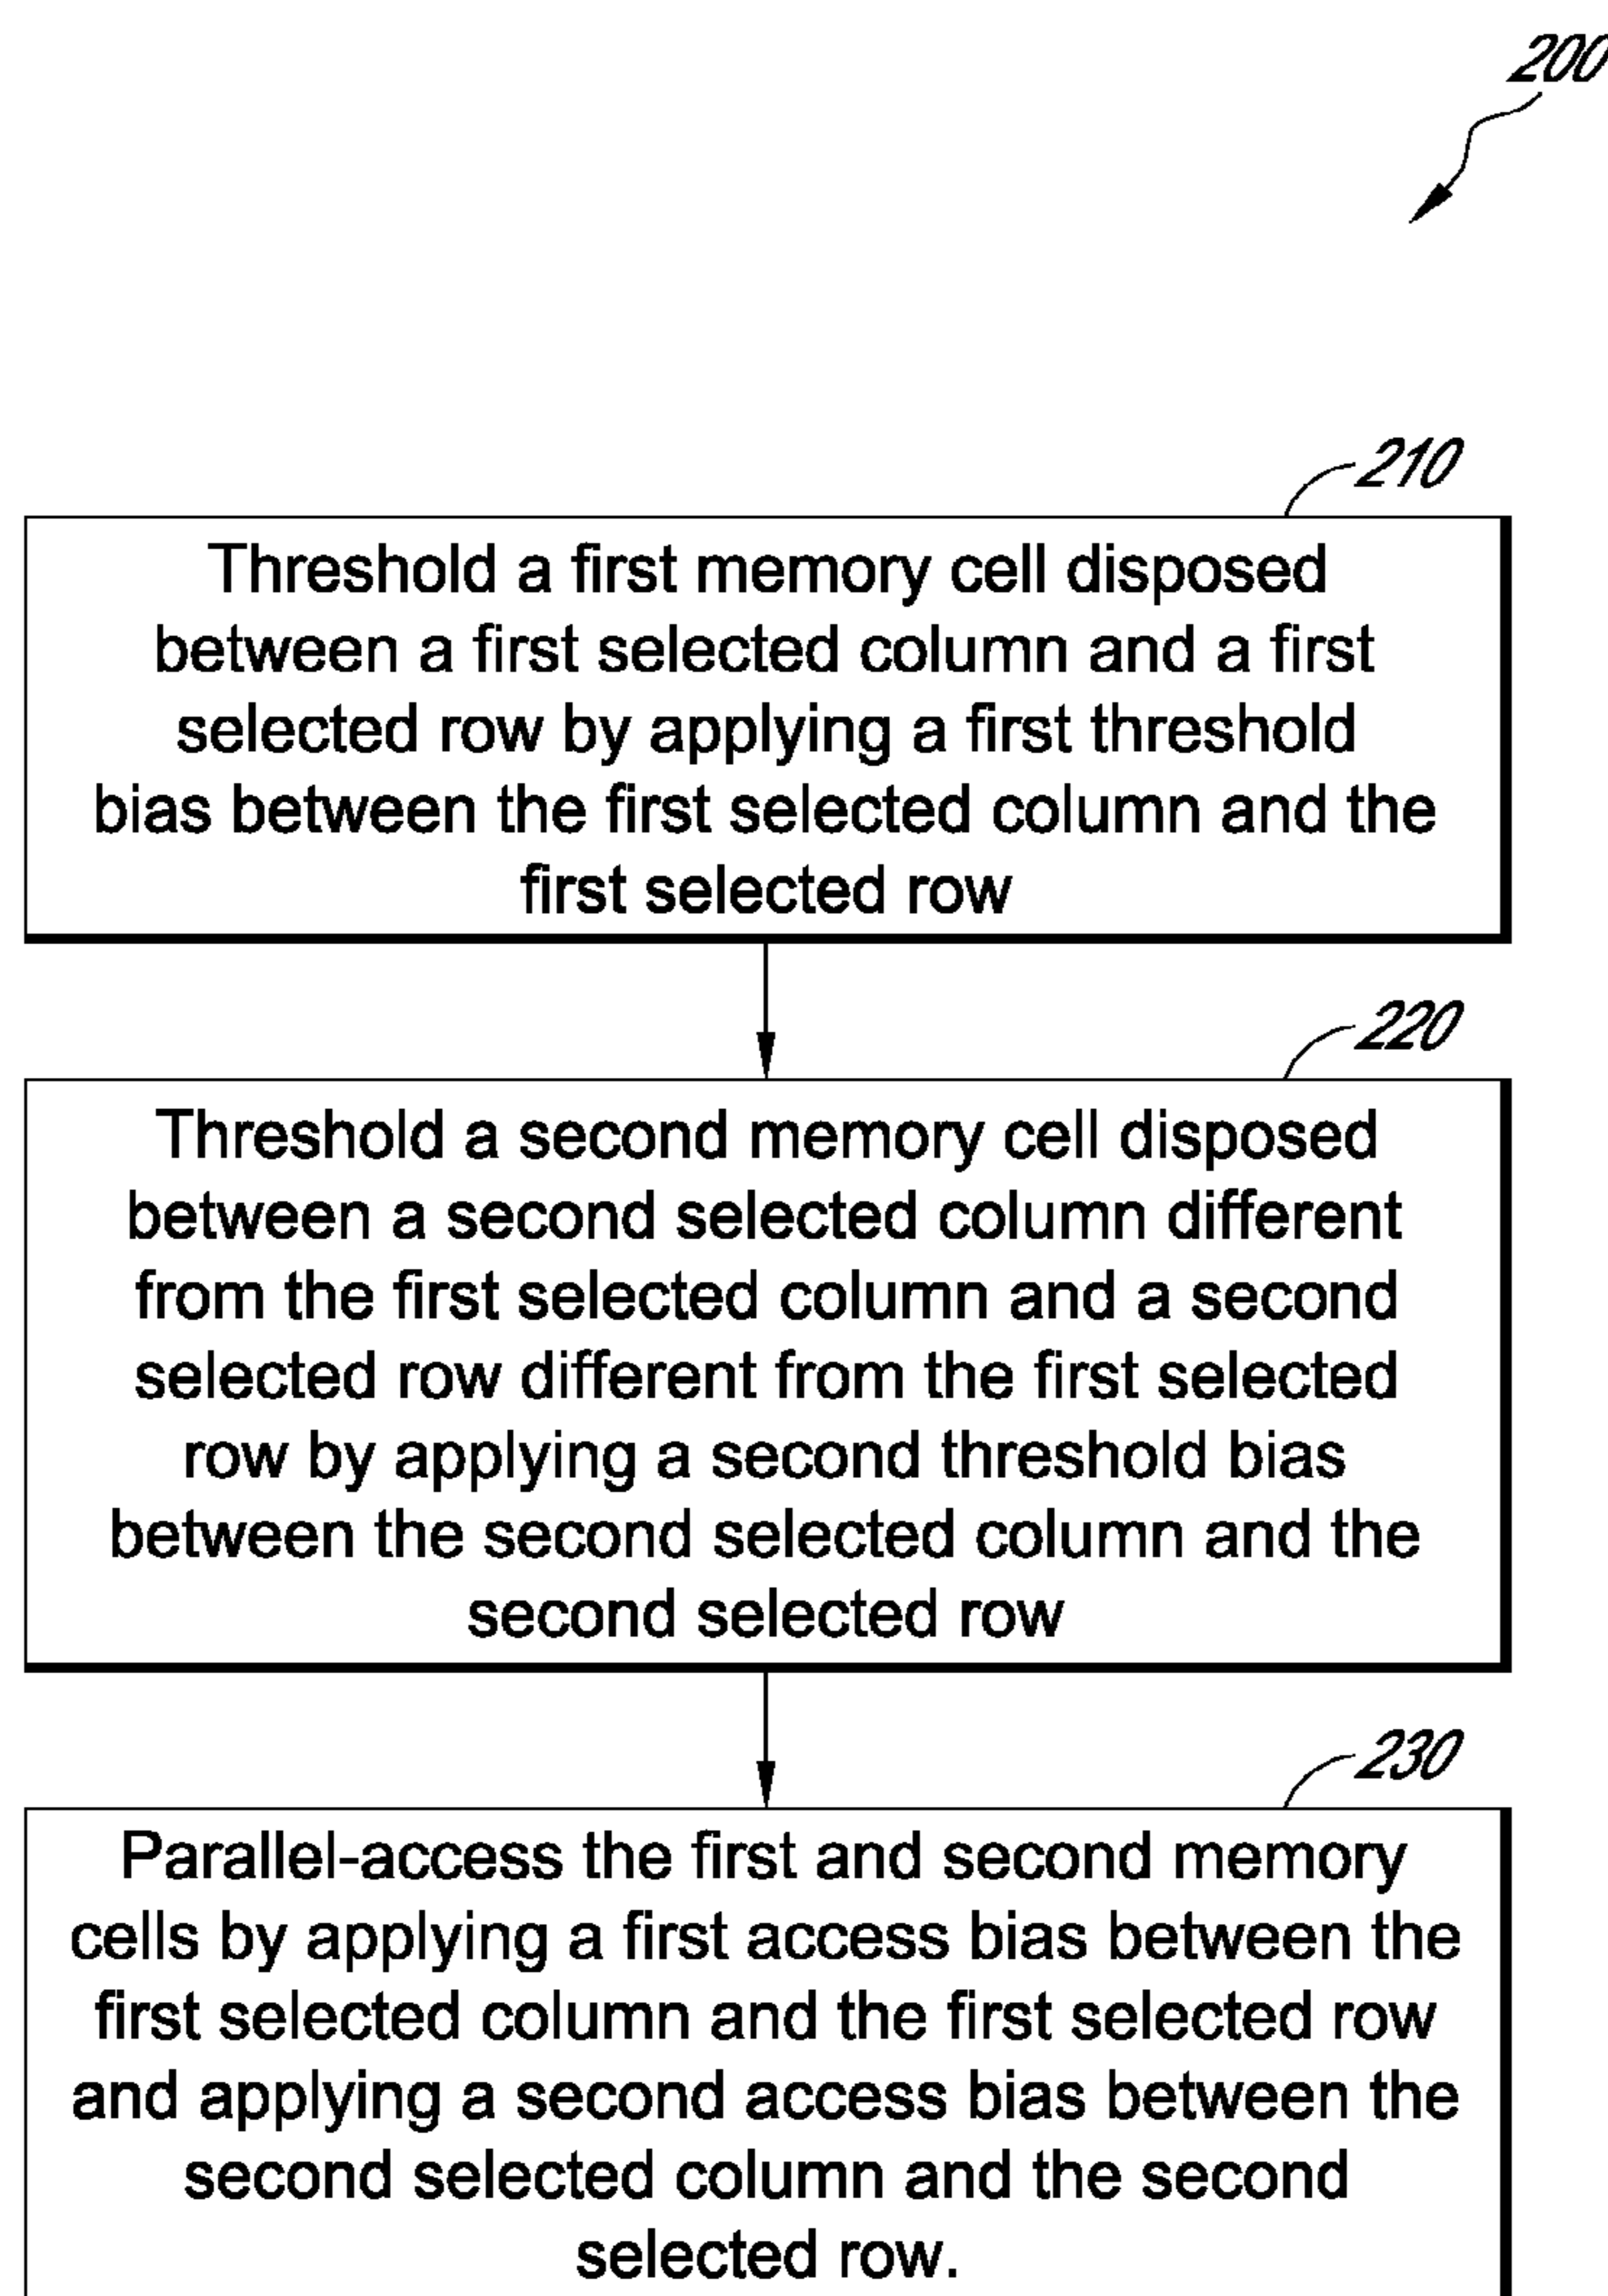 200
210
Threshold a first memory cell disposed
between a first selected column and a first
selected row by applying a first threshold
bias between the first selected column and the
first selected row
220
Threshold a second memory cell disposed
between a second selected column different
from the first selected column and a second
selected row different from the first selected
row by applying a second threshold bias
between the second selected column and the
second selected row
230
Parallel-access the first and second memory
cells by applying a first access bias between the
first selected column and the first selected row
and applying a second access bias between the
second selected column and the second
selected row.